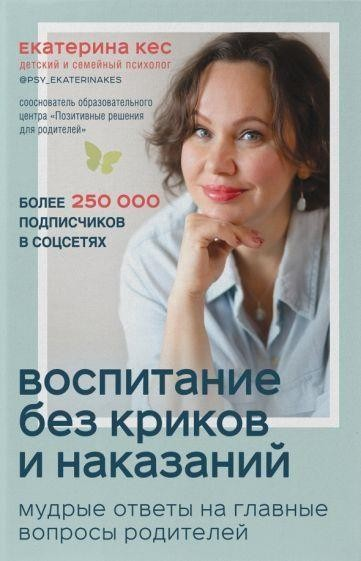 Екатерина Кес
детский и семейный психолог
@PSY_EKATERINAKES
сооснователь образовательного
центра «Позитивные решения
для родителей»
БОЛЕЕ 250 000
ПОДПИСЧИКОВ
В СОЦСЕТЯХ
воспитание
без криков
и наказаний
мудрые ответы на главные
вопросы родителей